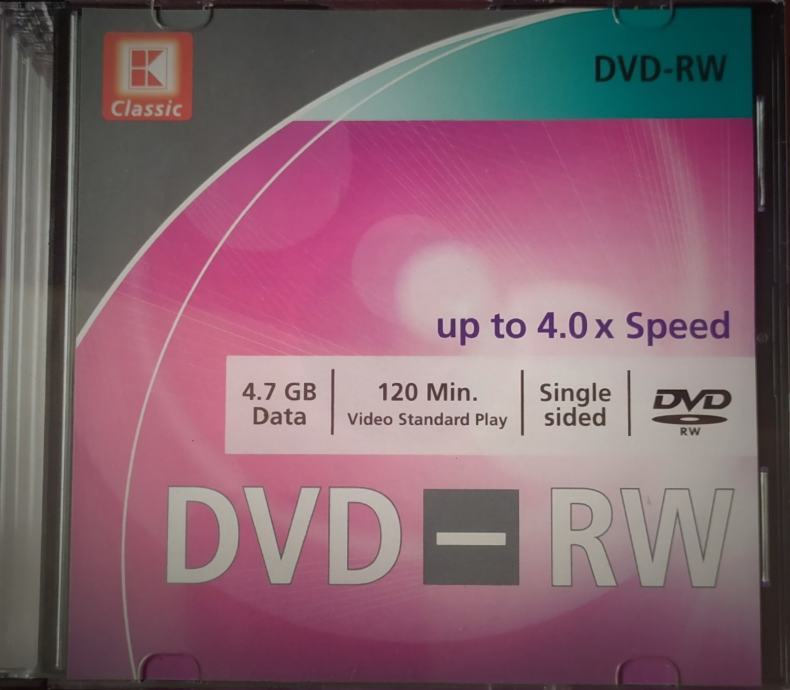 K
Classic
DVD-RW
up to 4.0x Speed
4.7 GB
Data
120 Min.
Video Standard Play
Single
sided
DVD
RW
DVD-RW